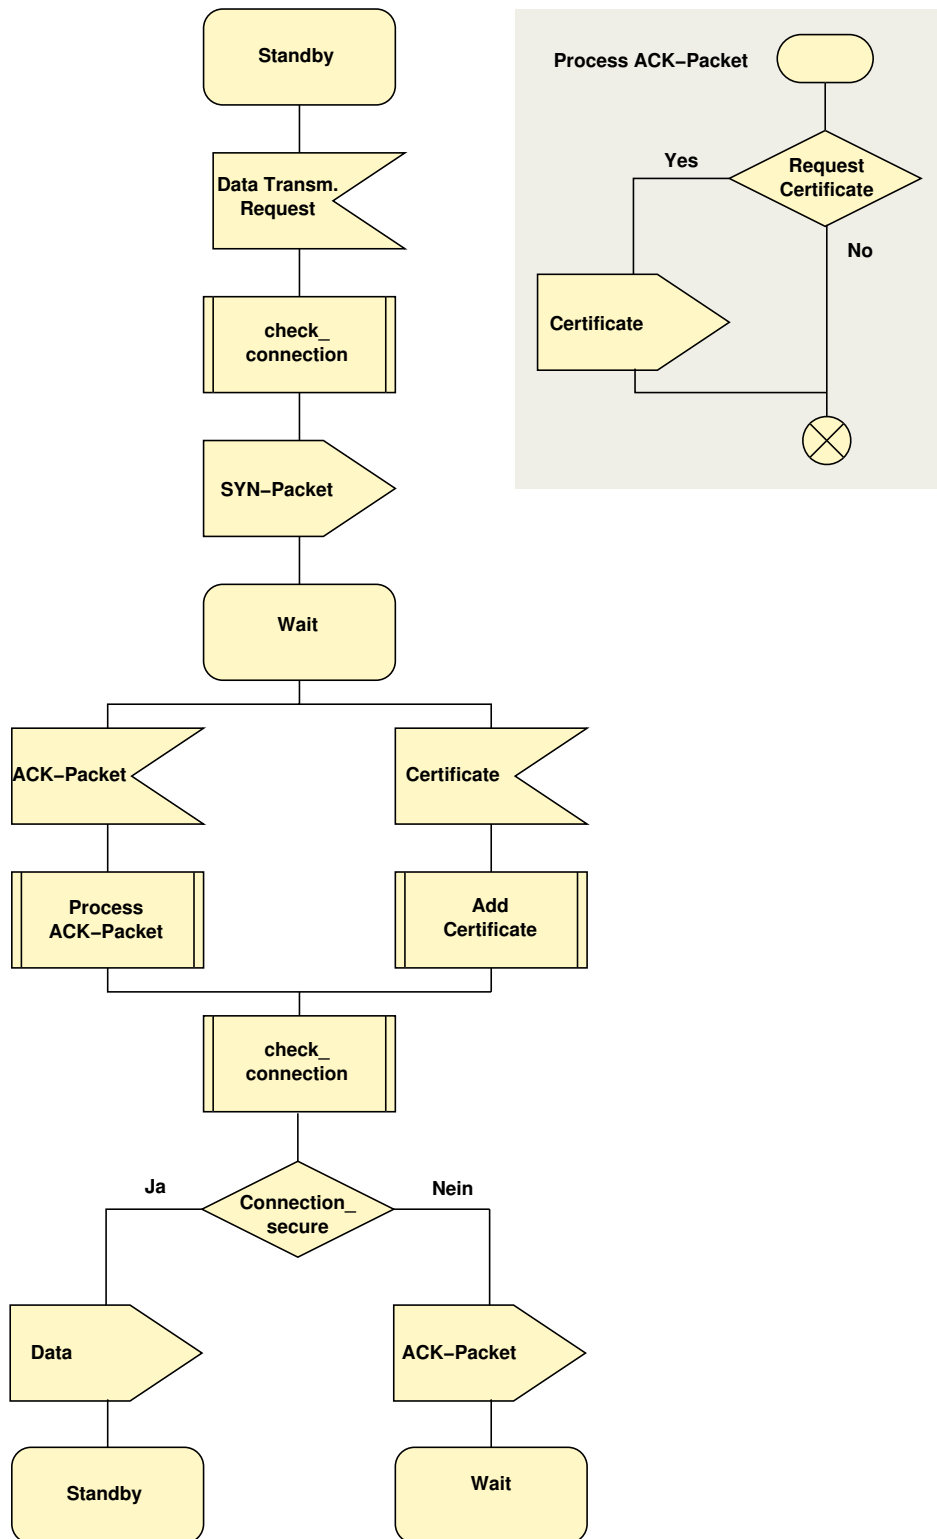 Standby
Data Transm.
Request
check_
connection
SYN−Packet
Wait
ACK−Packet
Certificate
Process
ACK−Packet
Add
Certificate
check_
connection
Connection_
secure
Ja
Nein
Data
ACK−Packet
Standby
Wait
Process ACK−Packet
Request
Certificate
Yes
No
Certificate